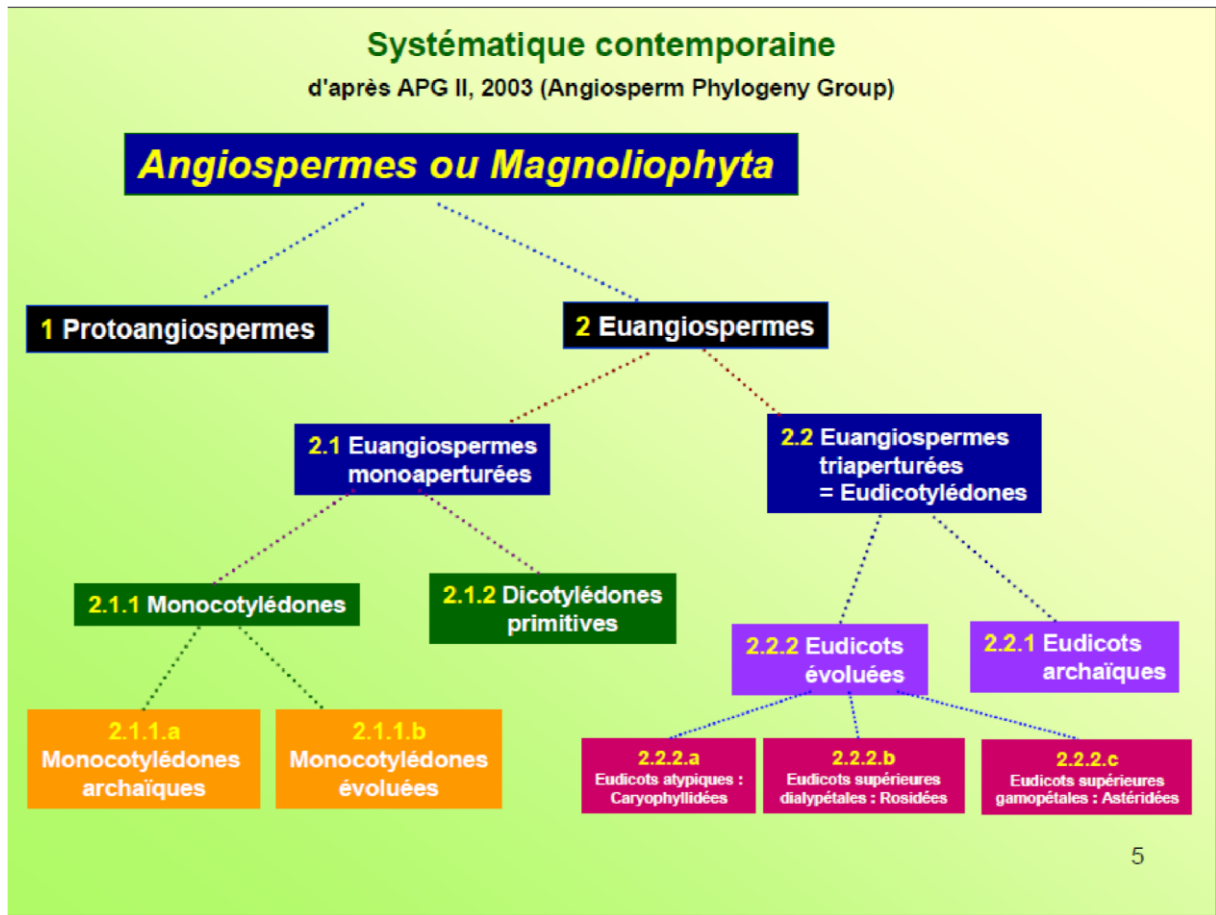 Systématique contemporaine
d'après APG II, 2003 (Angiosperm Phylogeny Group)
Angiospermes ou Magnoliophyta
1 Protoangiospermes
2 Euangiospermes
2.1 Euangiospermes
monoaperturées
2.2 Euangiospermes
triaperturées
= Eudicotylédones
2.1.1 Monocotylédones
2.1.2 Dicotylédones
primitives
2.2.2 Eudicots
évoluées
2.2.1 Eudicots
archaïques
2.1.1.a
Monocotylédones
archaïques
2.1.1.b
Monocotylédones
évoluées
2.2.2.a
Eudicots atypiques :
Caryophyllidées
2.2.2.b
Eudicots supérieures
dialypétales : Rosidées
2.2.2.c
Eudicots supérieures
gamopétales : Astéridées
5